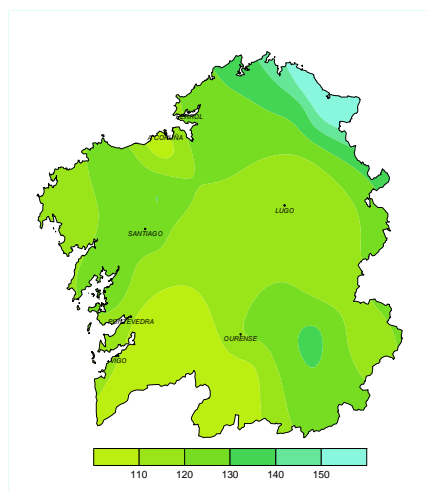 FERROL
A CORUÑA
LUGO
SANTIAGO
PONTEVEDRA
OURENSE
VIGO
110 120 130 140 150